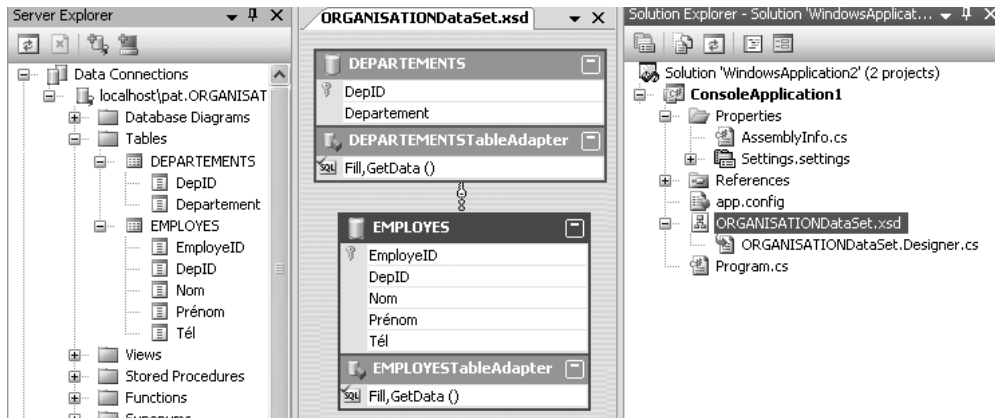 Server Explorer
Data Connections
localhost\pat.ORGANISAT
Database Diagrams
Tables
DEPARTEMENTS
DepID
Departement
EMPLOYES
EmployeID
DepID
Nom
Prénom
Tél
Views
Stored Procedures
Functions
Synonyms
ORGANISATIONDataSet.xsd
DEPARTEMENTS
DepID
Departement
DEPARTEMENTSTableAdapter
SQL Fill,GetData ()
EMPLOYES
EmployeID
DepID
Nom
Prénom
Tél
EMPLOYESTableAdapter
SQL Fill,GetData ()
Solution Explorer - Solution 'WindowsApplicat...
Solution 'WindowsApplication2' (2 projects)
ConsoleApplication1
Properties
AssemblyInfo.cs
Settings.settings
References
app.config
ORGANISATIONDataSet.xsd
ORGANISATIONDataSet.Designer.cs
Program.cs